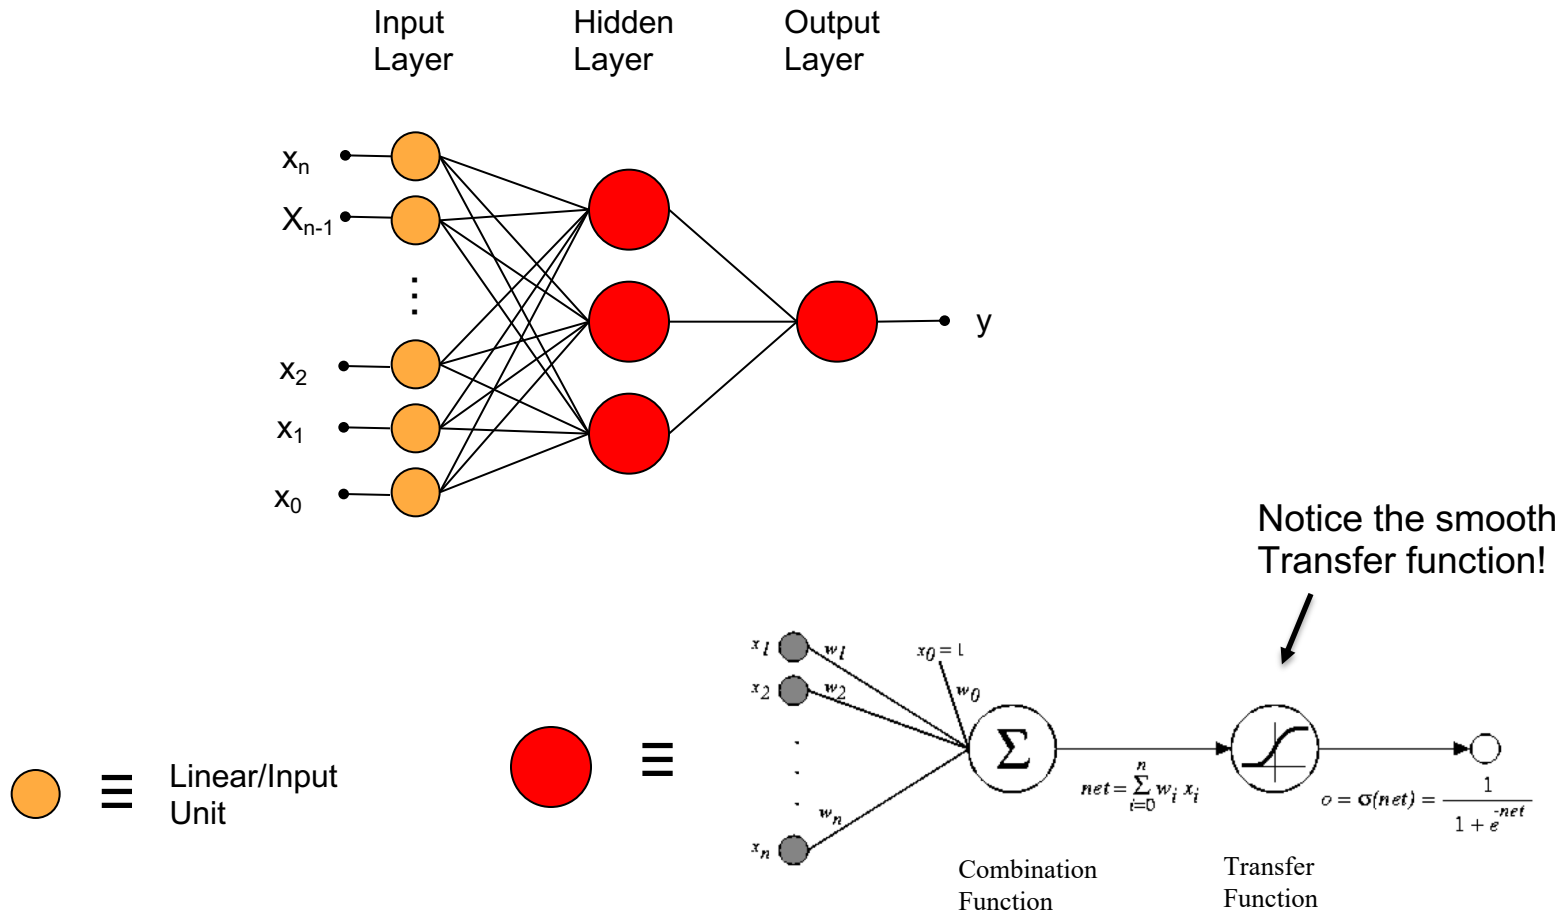 Input Layer
Hidden Layer
Output Layer
xₙ
Xₙ₋₁
⋮
x₂
x₁
x₀
y
Notice the smooth
Transfer function!
≡ Linear/Input
Unit
≡
x₁ w₁
x₂ w₂
xₙ wₙ
x₀ = 1
w₀
Σ
net = Σᵢ₌₀ⁿ wᵢ xᵢ
o = σ(net) = 1 / (1 + e^-net)
Combination
Function
Transfer
Function